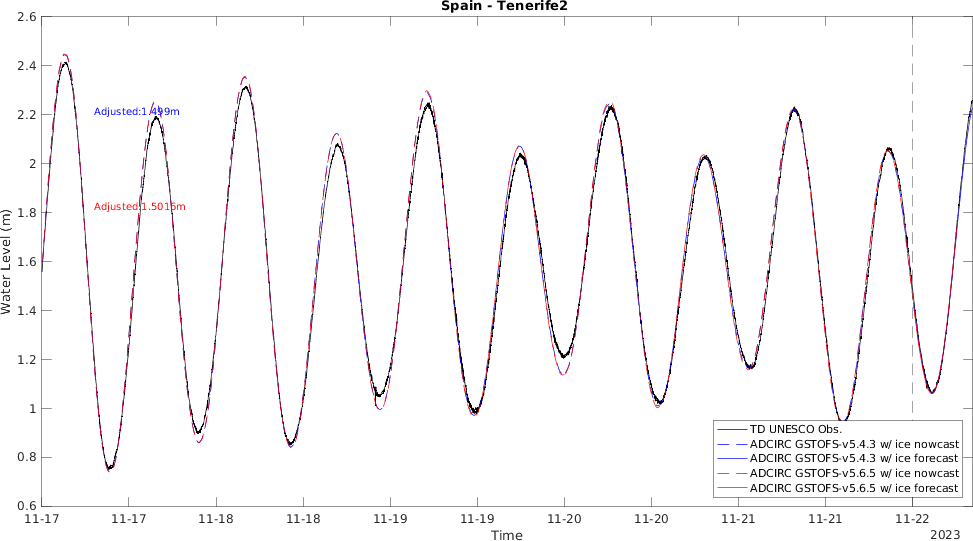 Spain - Tenerife2
2.6
2.4
2.2
2
1.8
1.6
1.4
1.2
1
0.8
0.6
Water Level (m)
Adjusted:1.499m
Adjusted:1.5015m
TD UNESCO Obs.
ADCIRC GSTOFS-v5.4.3 w/ ice nowcast
ADCIRC GSTOFS-v5.4.3 w/ ice forecast
ADCIRC GSTOFS-v5.6.5 w/ ice nowcast
ADCIRC GSTOFS-v5.6.5 w/ ice forecast
11-17 11-17 11-18 11-18 11-19 11-19 11-20 11-20 11-21 11-21 11-22
Time
2023